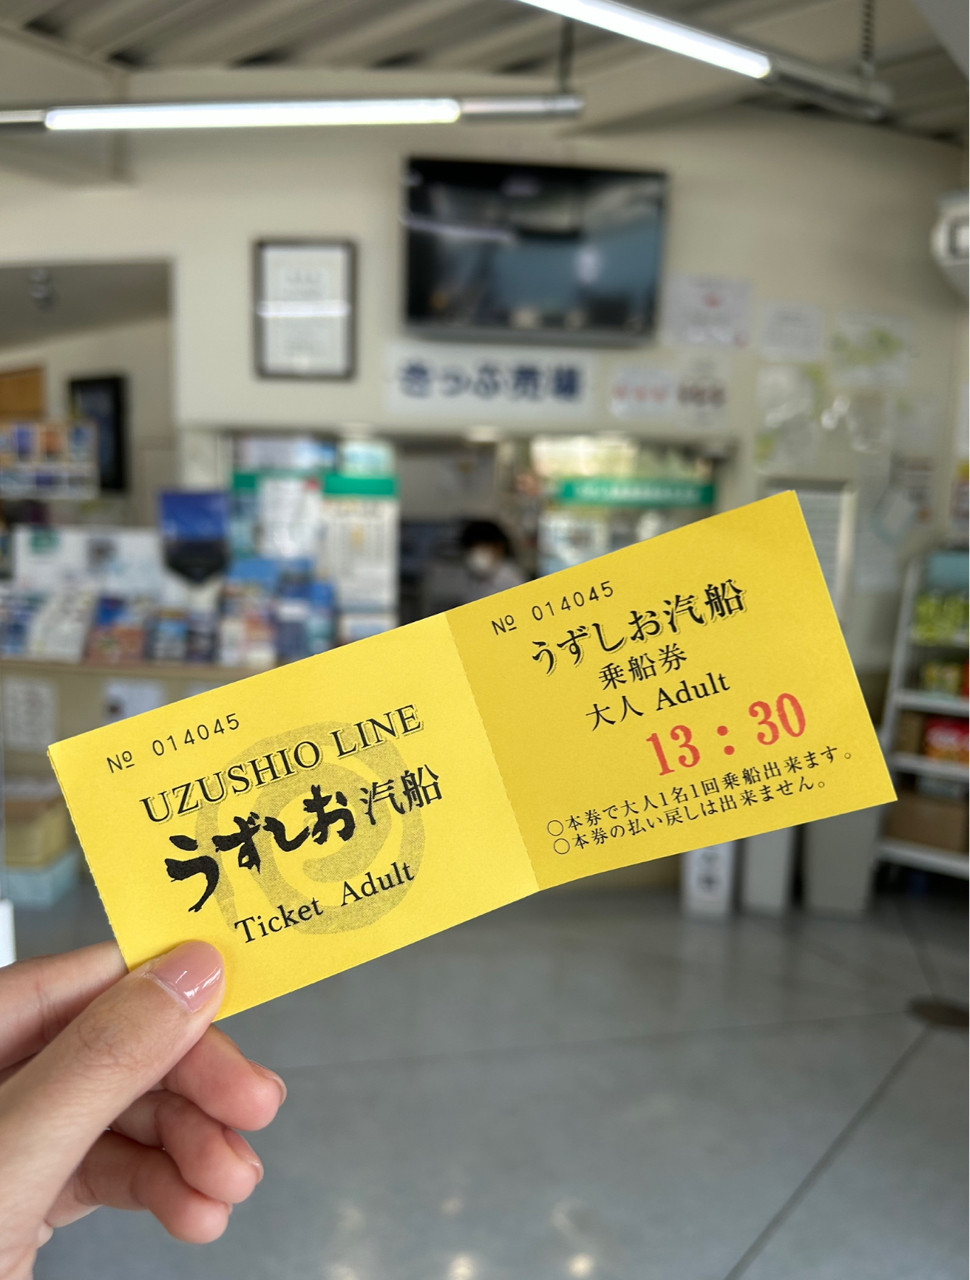 きっぷ売場
№ 014045
UZUSHIO LINE
うずしお汽船
Ticket Adult
№ 014045
うずしお汽船
乗船券
大人 Adult
13：30
○本券で大人1名1回乗船出来ます。
○本券の払い戻しは出来ません。